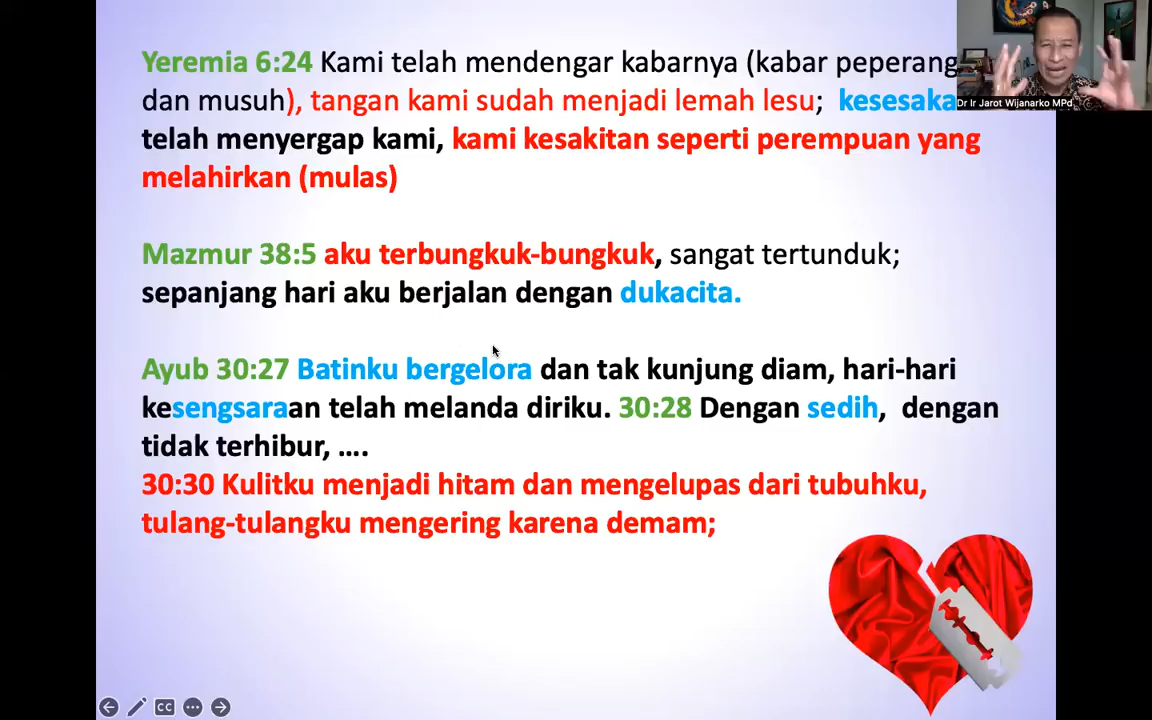 Yeremia 6:24 Kami telah mendengar kabarnya (kabar peperang
dan musuh), tangan kami sudah menjadi lemah lesu; kesesaka
telah menyergap kami, kami kesakitan seperti perempuan yang
melahirkan (mulas)
Mazmur 38:5 aku terbungkuk-bungkuk, sangat tertunduk;
sepanjang hari aku berjalan dengan dukacita.
Ayub 30:27 Batinku bergelora dan tak kunjung diam, hari-hari
kesengsaraan telah melanda diriku. 30:28 Dengan sedih, dengan
tidak terhibur, ....
30:30 Kulitku menjadi hitam dan mengelupas dari tubuhku,
tulang-tulangku mengering karena demam;
Dr Ir Jarot Wijanarko MPd
CC